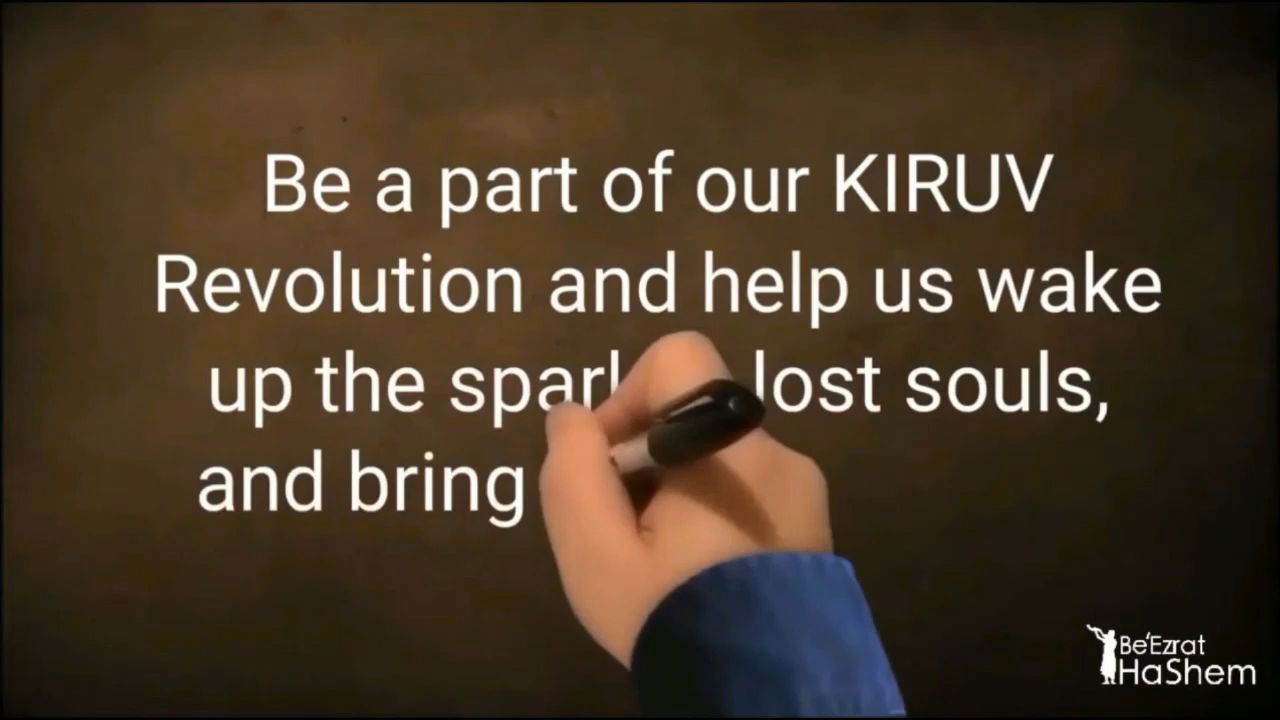 Be a part of our KIRUV
Revolution and help us wake
up the lost souls,
and bring
Be'Ezrat
HaShem